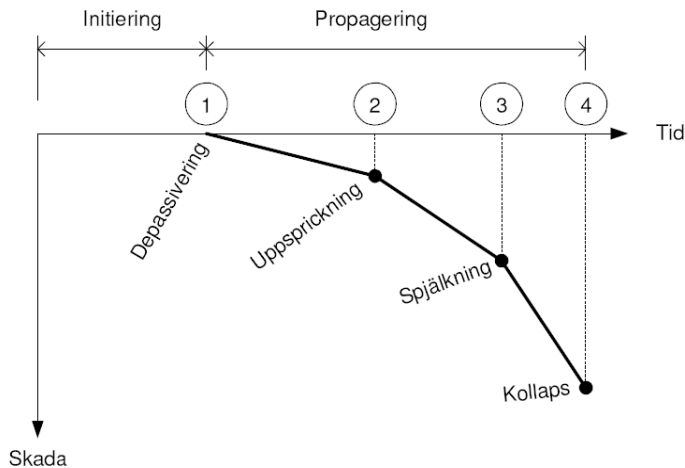 Initiering
Propagering
1
2
3
4
Tid
Depassivering
Uppsprickning
Spjälkning
Kollaps
Skada